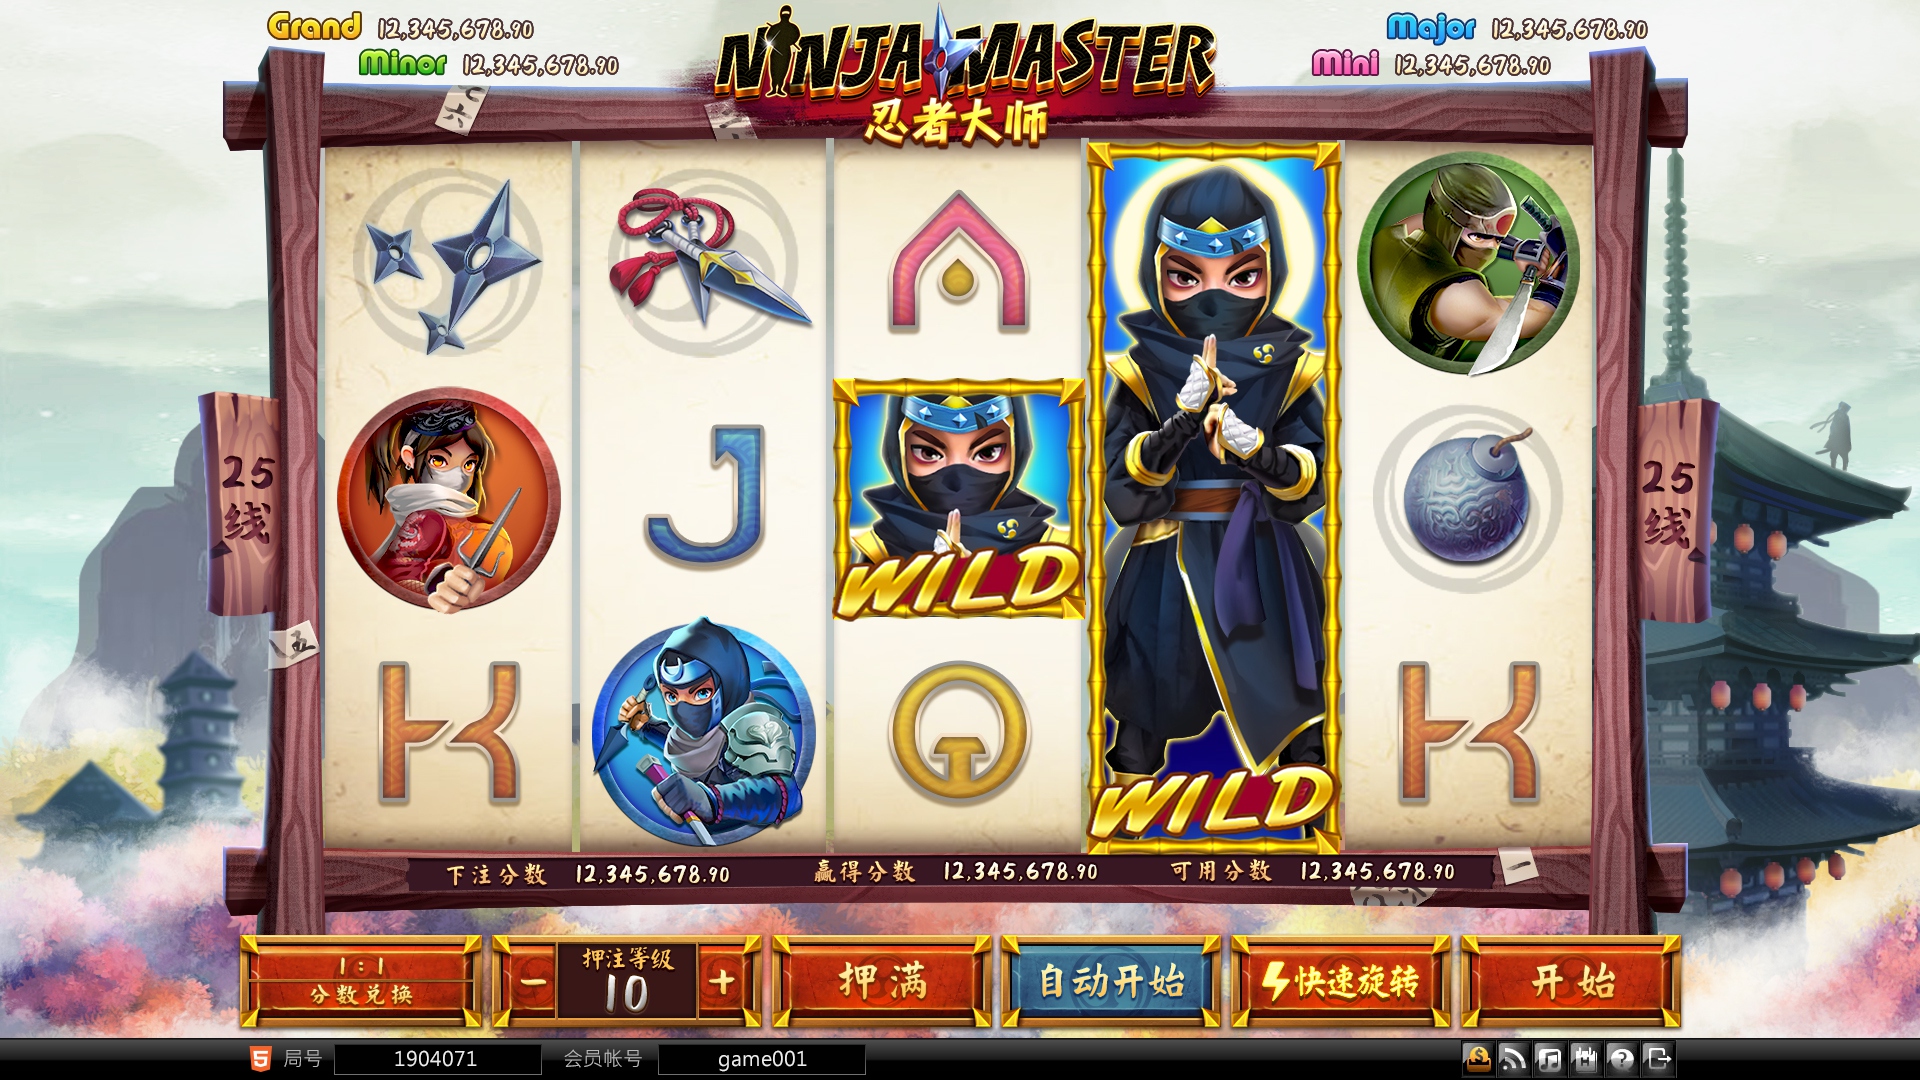 Grand 12,345,678.90
Minor 12,345,678.90
NINJA MASTER
忍者大师
Major 12,345,678.90
Mini 12,345,678.90
六
25
线
25
线
A
J
WILD
K
Q
WILD
K
五
下注分数 12,345,678.90
赢得分数 12,345,678.90
可用分数 12,345,678.90
一
1:1
分数兑换
−
押注等级
10
+
押满
自动开始
快速旋转
开始
5 局号 1904071 会员帐号 game001
?